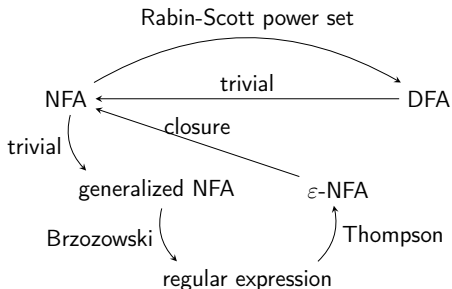 Rabin-Scott power set
trivial
NFA
DFA
closure
trivial
generalized NFA
ε-NFA
Brzozowski
Thompson
regular expression